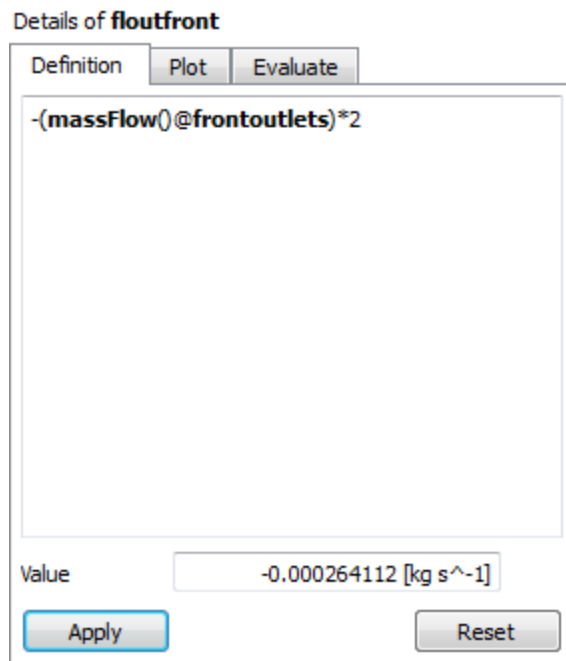 Details of floutfront
Definition Plot Evaluate
-(massFlow()@frontoutlets)*2
Value -0.000264112 [kg s^-1]
Apply Reset